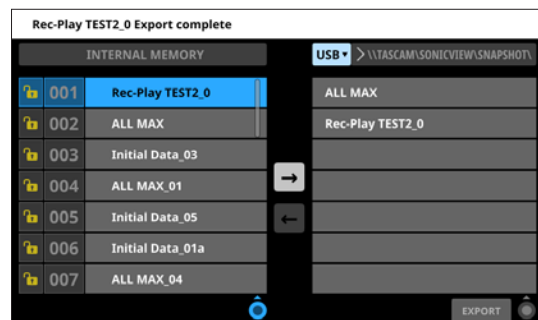 Rec-Play TEST2_0 Export complete
INTERNAL MEMORY
USB
\\TASCAM\SONICVIEW\SNAPSHOT\
001 Rec-Play TEST2_0
002 ALL MAX
003 Initial Data_03
004 ALL MAX_01
005 Initial Data_05
006 Initial Data_01a
007 ALL MAX_04
ALL MAX
Rec-Play TEST2_0
EXPORT